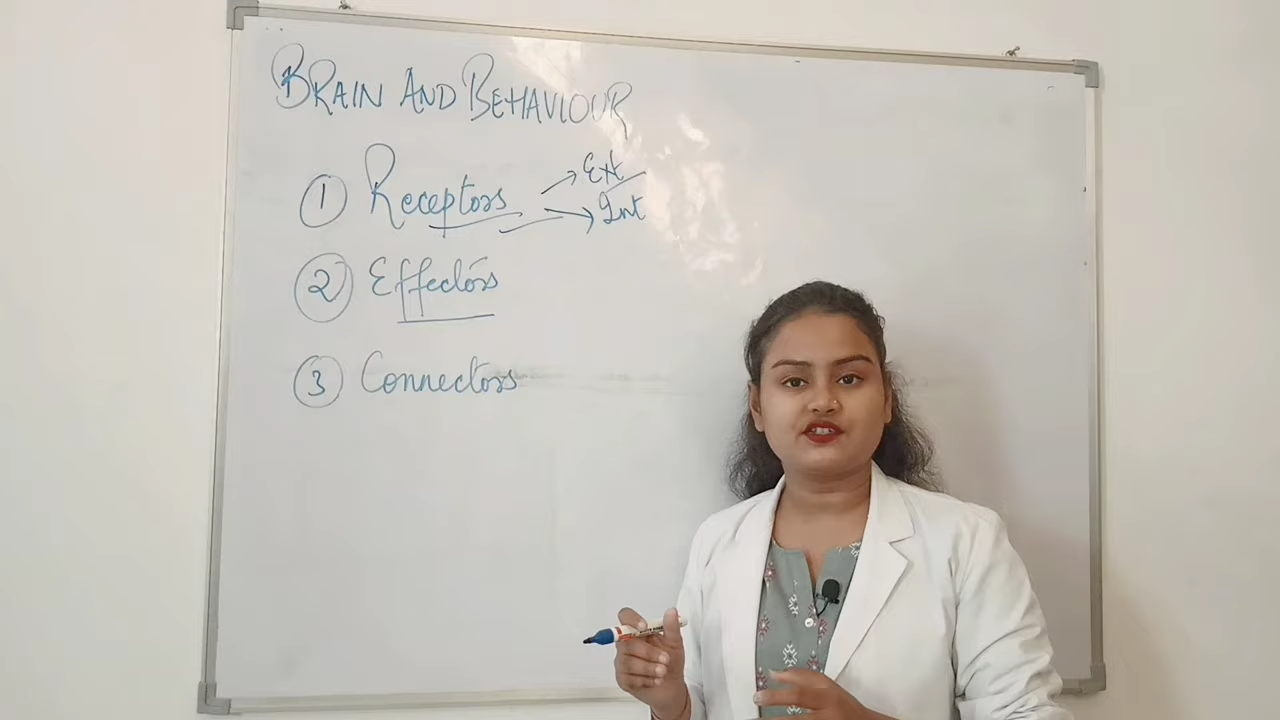 BRAIN AND BEHAVIOUR
① Receptors → Ext
→ Int
② Effectors
③ Connectors